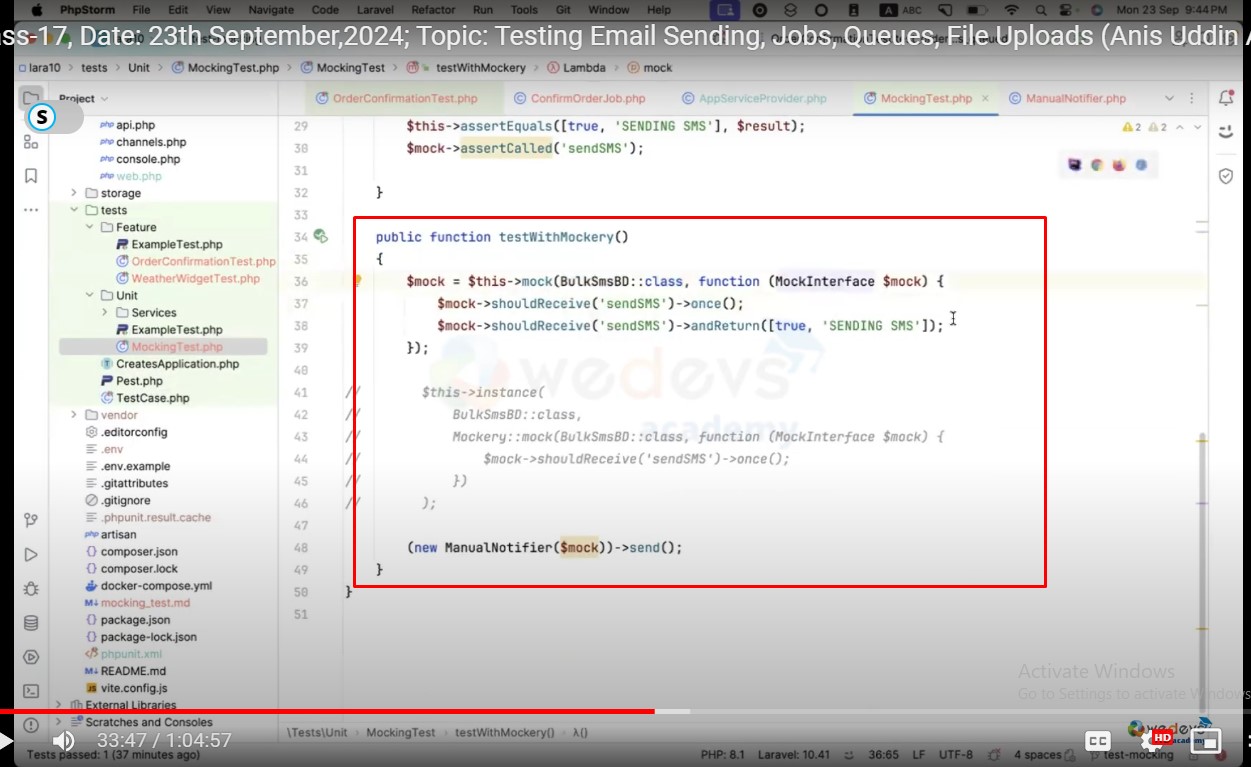 PhpStorm File Edit View Navigate Code Laravel Refactor Run Tools Git Window Help A ABC Mon 23 Sep 9:44 PM
ass-17, Date 23th September,2024; Topic: Testing Email Sending, Jobs, Queues, File Uploads (Anis Uddin A
lara10 tests Unit MockingTest.php MockingTest testWithMockery Lambda mock
Project
OrderConfirmationTest.php ConfirmOrderJob.php AppServiceProvider.php MockingTest.php ManualNotifier.php
S
api.php
channels.php
console.php
web.php
storage
tests
Feature
ExampleTest.php
OrderConfirmationTest.php
WeatherWidgetTest.php
Unit
Services
ExampleTest.php
MockingTest.php
CreatesApplication.php
Pest.php
TestCase.php
vendor
.editorconfig
.env
.env.example
.gitattributes
.gitignore
.phpunit.result.cache
artisan
composer.json
composer.lock
docker-compose.yml
mocking_test.md
package.json
package-lock.json
phpunit.xml
README.md
vite.config.js
External Libraries
Scratches and Consoles
2 2
29 $this->assertEquals([true, 'SENDING SMS'], $result);
30 $mock->assertCalled('sendSMS');
31
32 }
33
34 public function testWithMockery()
35 {
36 $mock = $this->mock(BulkSmsBD::class, function (MockInterface $mock) {
37 $mock->shouldReceive('sendSMS')->once();
38 $mock->shouldReceive('sendSMS')->andReturn([true, 'SENDING SMS']);
39 });
40
41 // $this->instance(
42 // BulkSmsBD::class,
43 // Mockery::mock(BulkSmsBD::class, function (MockInterface $mock) {
44 // $mock->shouldReceive('sendSMS')->once();
45 // })
46 // );
47
48 (new ManualNotifier($mock))->send();
49 }
50 }
51
wedevs
academy
Activate Windows
Go to Settings to activate Windows
\Tests\Unit MockingTest testWithMockery() λ()
33:47 / 1:04:57
CC HD
wedevs
academy
Tests passed: 1 (37 minutes ago) PHP: 8.1 Laravel: 10.41 36:65 LF UTF-8 4 spaces test-mocking